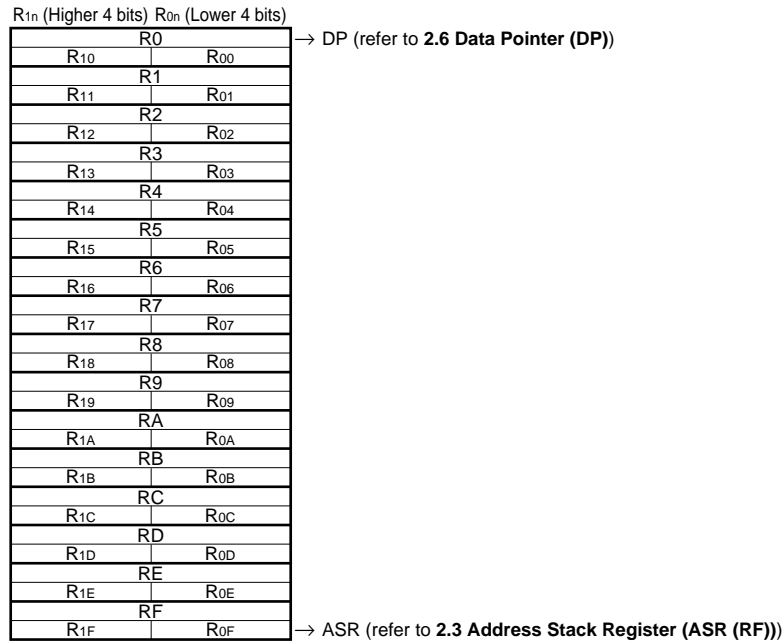 R1n (Higher 4 bits) R0n (Lower 4 bits)
R0 → DP (refer to 2.6 Data Pointer (DP))
R10 R00
R1
R11 R01
R2
R12 R02
R3
R13 R03
R4
R14 R04
R5
R15 R05
R6
R16 R06
R7
R17 R07
R8
R18 R08
R9
R19 R09
RA
R1A R0A
RB
R1B R0B
RC
R1C R0C
RD
R1D R0D
RE
R1E R0E
RF
R1F R0F → ASR (refer to 2.3 Address Stack Register (ASR (RF)))